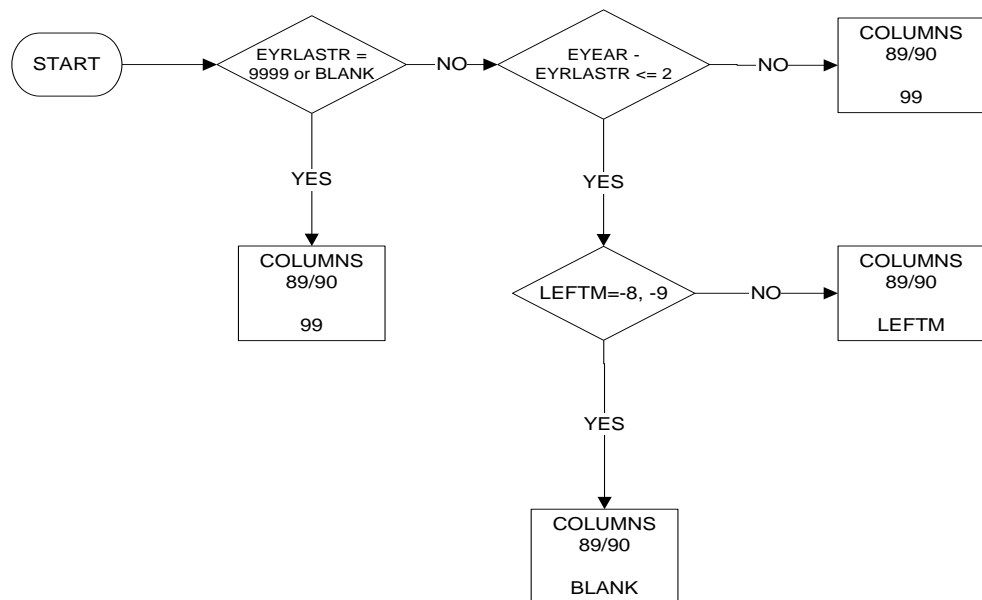 START
EYRLASTR =
9999 or BLANK
NO
EYEAR -
EYRLASTR <= 2
NO
COLUMNS
89/90
99
YES
YES
COLUMNS
89/90
99
LEFTM=-8, -9
NO
COLUMNS
89/90
LEFTM
YES
COLUMNS
89/90
BLANK